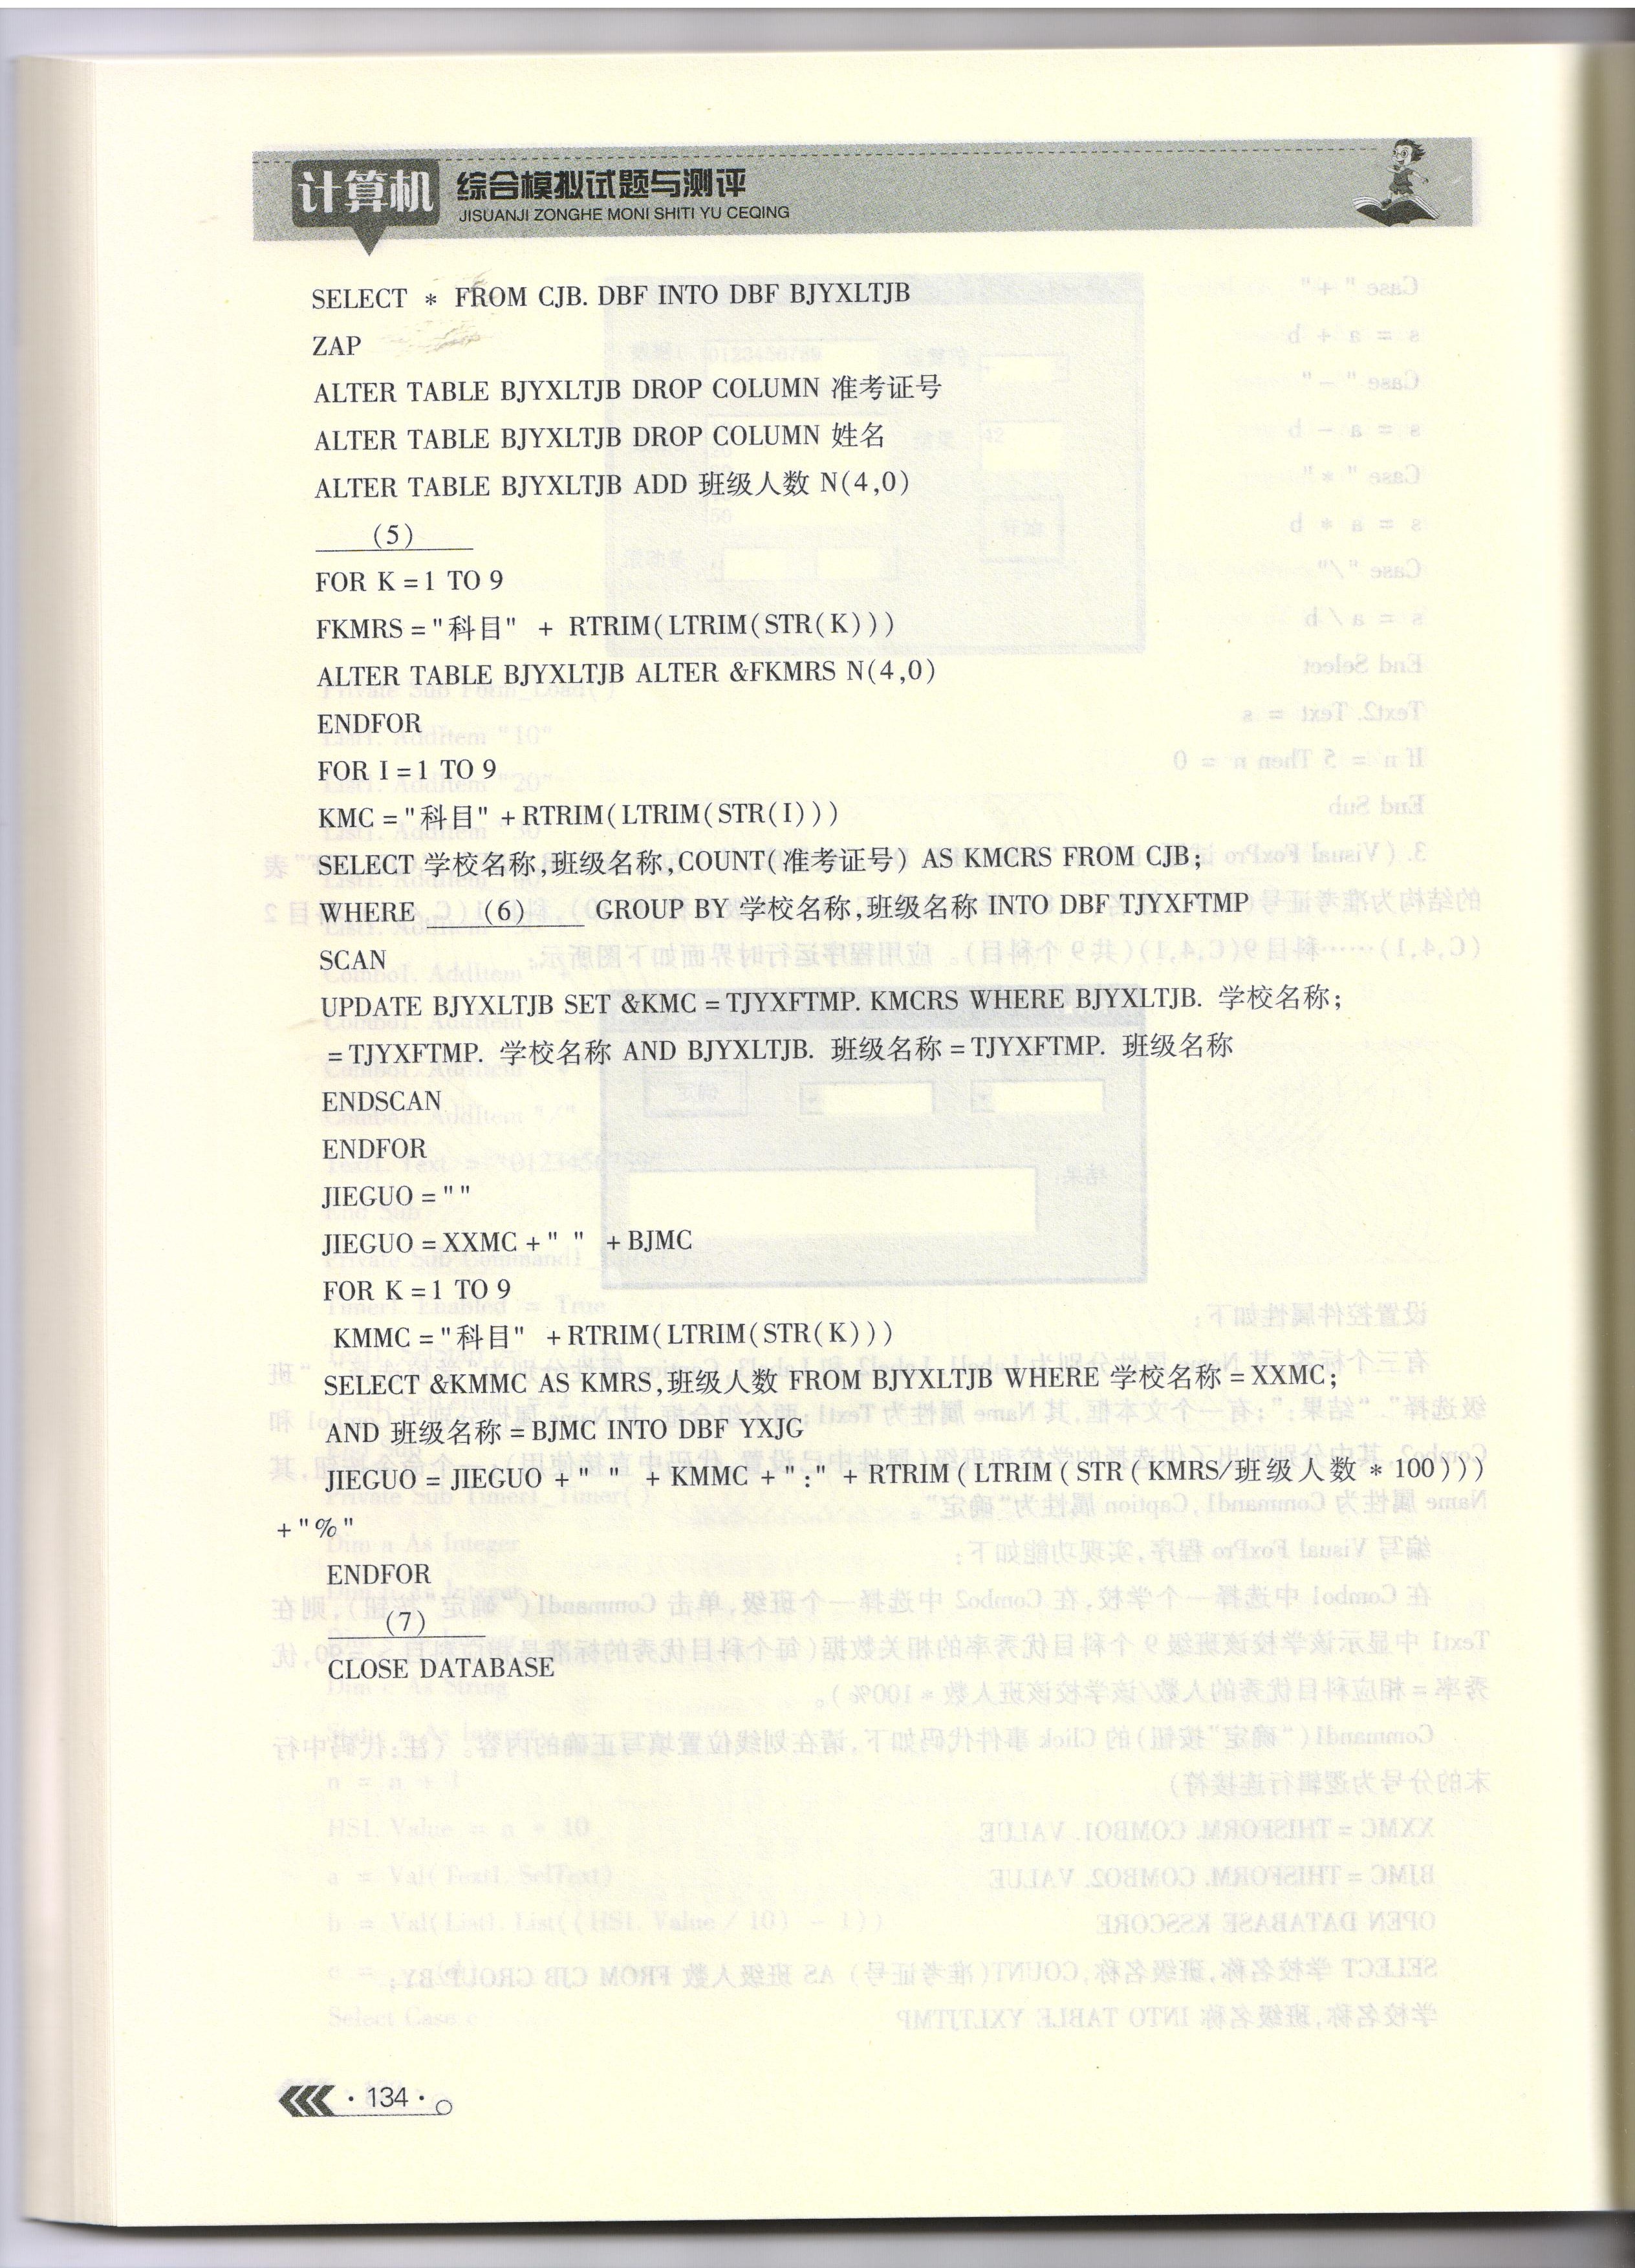 计算机 综合模拟试题与测评
JISUANJI ZONGHE MONI SHITI YU CEQING
SELECT * FROM CJB. DBF INTO DBF BJYXLTJB
ZAP
ALTER TABLE BJYXLTJB DROP COLUMN 准考证号
ALTER TABLE BJYXLTJB DROP COLUMN 姓名
ALTER TABLE BJYXLTJB ADD 班级人数 N(4,0)
(5)
FOR K=1 TO 9
FKMRS="科目" + RTRIM(LTRIM(STR(K)))
ALTER TABLE BJYXLTJB ALTER &FKMRS N(4,0)
ENDFOR
FOR I=1 TO 9
KMC="科目"+RTRIM(LTRIM(STR(I)))
SELECT 学校名称,班级名称,COUNT(准考证号) AS KMCRS FROM CJB;
WHERE (6) GROUP BY 学校名称,班级名称 INTO DBF TJYXFTMP
SCAN
UPDATE BJYXLTJB SET &KMC=TJYXFTMP. KMCRS WHERE BJYXLTJB. 学校名称;
=TJYXFTMP. 学校名称 AND BJYXLTJB. 班级名称=TJYXFTMP. 班级名称
ENDSCAN
ENDFOR
JIEGUO=" "
JIEGUO=XXMC+" " +BJMC
FOR K=1 TO 9
KMMC="科目" +RTRIM(LTRIM(STR(K)))
SELECT &KMMC AS KMRS,班级人数 FROM BJYXLTJB WHERE 学校名称=XXMC;
AND 班级名称=BJMC INTO DBF YXJG
JIEGUO=JIEGUO+" " +KMMC+":" +RTRIM(LTRIM(STR(KMRS/班级人数*100)))
+"%"
ENDFOR
(7)
CLOSE DATABASE
·134·